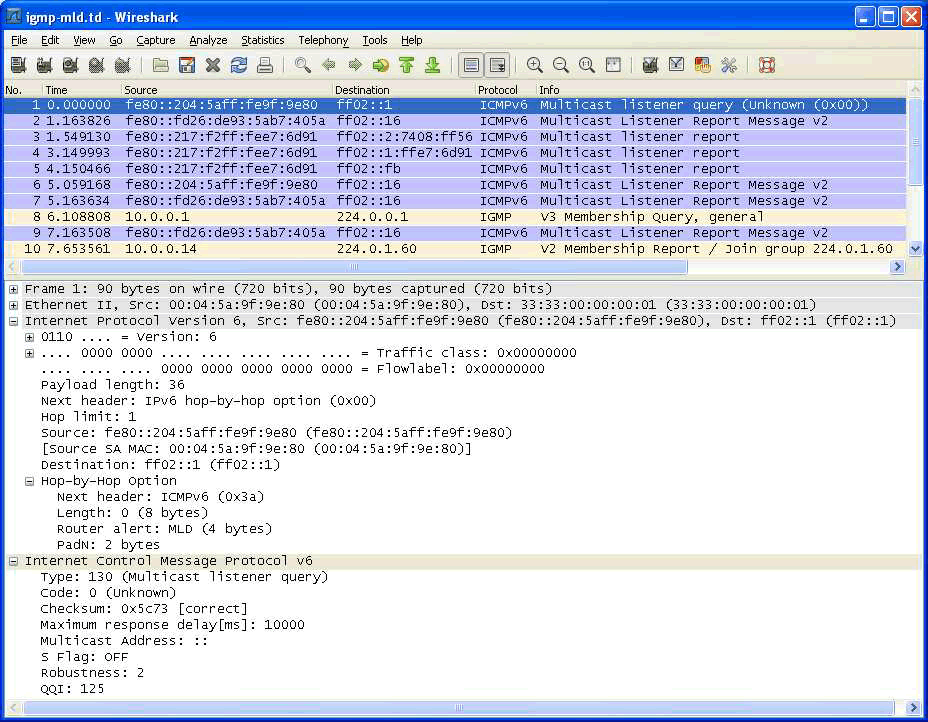 igmp-mld.td - Wireshark
File Edit View Go Capture Analyze Statistics Telephony Tools Help
No. Time Source Destination Protocol Info
1 0.000000 fe80::204:5aff:fe9f:9e80 ff02::1 ICMPv6 Multicast listener query (Unknown (0x00))
2 1.163826 fe80::fd26:de93:5ab7:405a ff02::16 ICMPv6 Multicast Listener Report Message v2
3 1.549130 fe80::217:f2ff:fee7:6d91 ff02::2:7408:ff56 ICMPv6 Multicast listener report
4 3.149993 fe80::217:f2ff:fee7:6d91 ff02::1:ffe7:6d91 ICMPv6 Multicast listener report
5 4.150466 fe80::217:f2ff:fee7:6d91 ff02::fb ICMPv6 Multicast listener report
6 5.059168 fe80::204:5aff:fe9f:9e80 ff02::16 ICMPv6 Multicast Listener Report Message v2
7 5.163634 fe80::fd26:de93:5ab7:405a ff02::16 ICMPv6 Multicast Listener Report Message v2
8 6.108808 10.0.0.1 224.0.0.1 IGMP V3 Membership Query, general
9 7.163508 fe80::fd26:de93:5ab7:405a ff02::16 ICMPv6 Multicast Listener Report Message v2
10 7.653561 10.0.0.14 224.0.1.60 IGMP V2 Membership Report / Join group 224.0.1.60
Frame 1: 90 bytes on wire (720 bits), 90 bytes captured (720 bits)
Ethernet II, Src: 00:04:5a:9f:9e:80 (00:04:5a:9f:9e:80), Dst: 33:33:00:00:00:01 (33:33:00:00:00:01)
Internet Protocol Version 6, Src: fe80::204:5aff:fe9f:9e80 (fe80::204:5aff:fe9f:9e80), Dst: ff02::1 (ff02::1)
0110 .... = Version: 6
.... 0000 0000 .... .... .... .... .... = Traffic class: 0x00000000
.... .... .... 0000 0000 0000 0000 0000 = Flowlabel: 0x00000000
Payload length: 36
Next header: IPv6 hop-by-hop option (0x00)
Hop limit: 1
Source: fe80::204:5aff:fe9f:9e80 (fe80::204:5aff:fe9f:9e80)
[Source SA MAC: 00:04:5a:9f:9e:80 (00:04:5a:9f:9e:80)]
Destination: ff02::1 (ff02::1)
Hop-by-Hop Option
Next header: ICMPv6 (0x3a)
Length: 0 (8 bytes)
Router alert: MLD (4 bytes)
PadN: 2 bytes
Internet Control Message Protocol v6
Type: 130 (Multicast listener query)
Code: 0 (Unknown)
Checksum: 0x5c73 [correct]
Maximum response delay[ms]: 10000
Multicast Address: ::
S Flag: OFF
Robustness: 2
QQI: 125